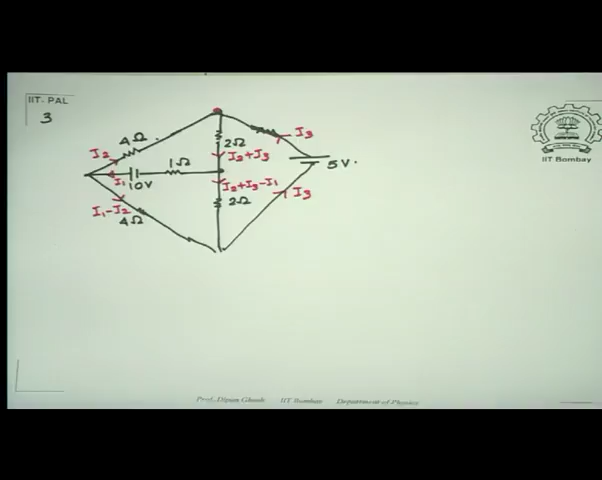 IIT- PAL
3
4Ω
I₂
I₁
10V
1Ω
2Ω
I₂+I₃
I₃
5V.
I₂+I₃-I₁
2Ω
I₃
I₁-I₂
4Ω
IIT Bombay
Prof. Dipan Ghosh IIT Bombay Department of Physics